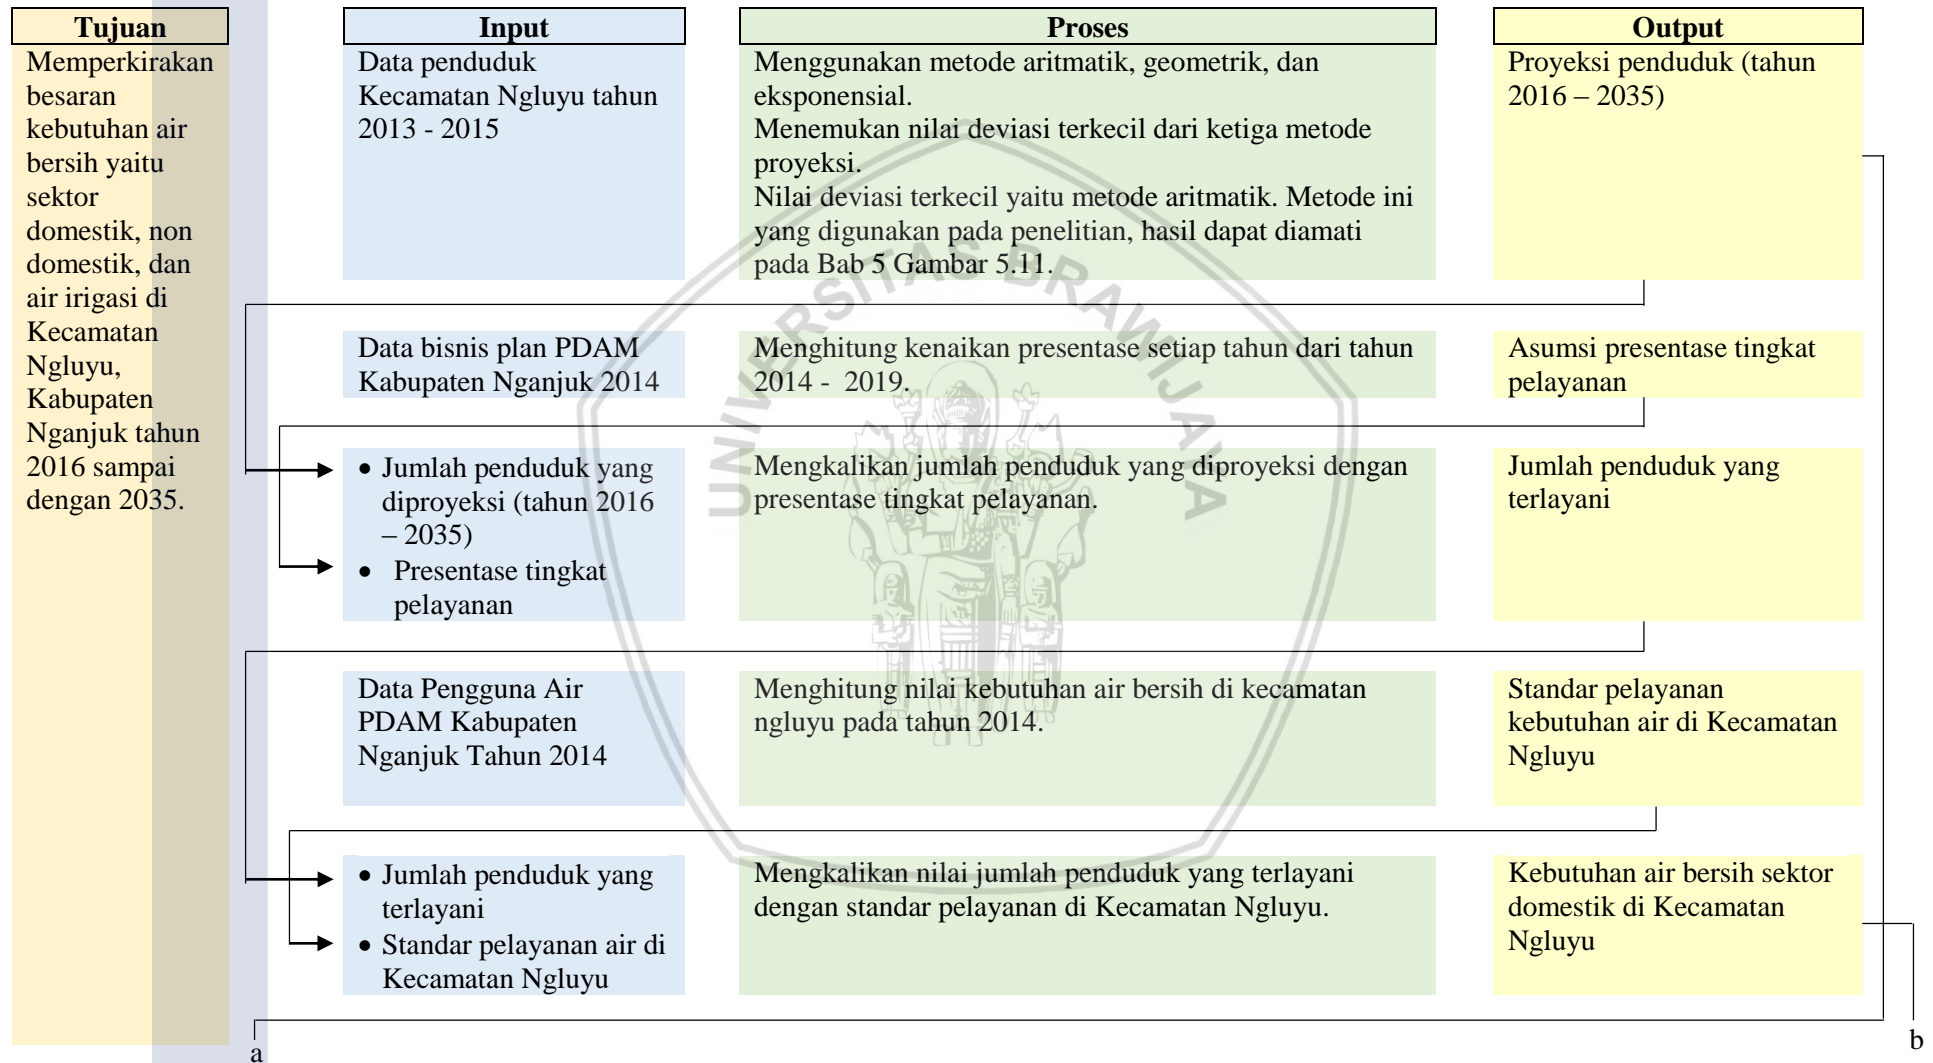 Tujuan
Memperkirakan
besaran
kebutuhan air
bersih yaitu
sektor
domestik, non
domestik, dan
air irigasi di
Kecamatan
Ngluyu,
Kabupaten
Nganjuk tahun
2016 sampai
dengan 2035.
Input
Proses
Output
Data penduduk
Kecamatan Ngluyu tahun
2013 - 2015
Menggunakan metode aritmatik, geometrik, dan
eksponensial.
Menemukan nilai deviasi terkecil dari ketiga metode
proyeksi.
Nilai deviasi terkecil yaitu metode aritmatik. Metode ini
yang digunakan pada penelitian, hasil dapat diamati
pada Bab 5 Gambar 5.11.
Proyeksi penduduk (tahun
2016 – 2035)
Data bisnis plan PDAM
Kabupaten Nganjuk 2014
Menghitung kenaikan presentase setiap tahun dari tahun
2014 - 2019.
Asumsi presentase tingkat
pelayanan
• Jumlah penduduk yang
diproyeksi (tahun 2016
– 2035)
• Presentase tingkat
pelayanan
Mengkalikan jumlah penduduk yang diproyeksi dengan
presentase tingkat pelayanan.
Jumlah penduduk yang
terlayani
Data Pengguna Air
PDAM Kabupaten
Nganjuk Tahun 2014
Menghitung nilai kebutuhan air bersih di kecamatan
ngluyu pada tahun 2014.
Standar pelayanan
kebutuhan air di Kecamatan
Ngluyu
• Jumlah penduduk yang
terlayani
• Standar pelayanan air di
Kecamatan Ngluyu
Mengkalikan nilai jumlah penduduk yang terlayani
dengan standar pelayanan di Kecamatan Ngluyu.
Kebutuhan air bersih sektor
domestik di Kecamatan
Ngluyu
a
b
UNIVERSITAS BRAWIJAYA